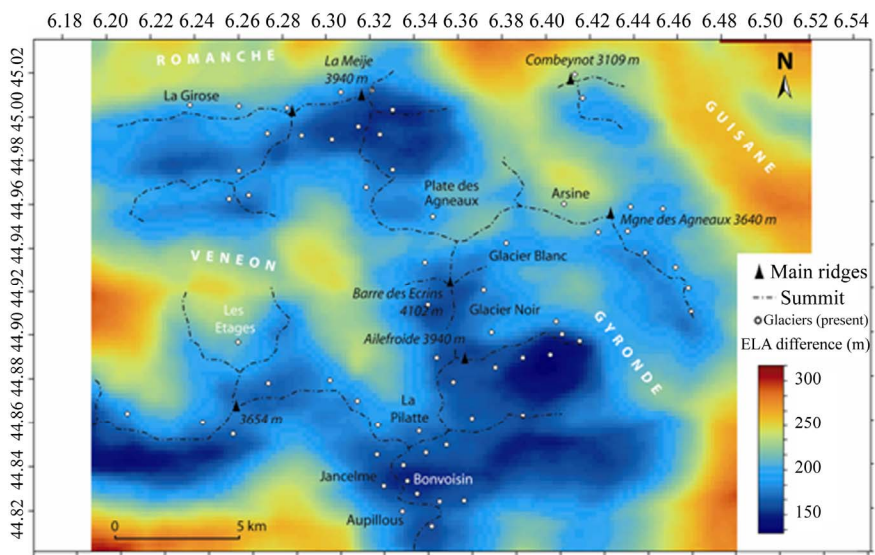 6.18 6.20 6.22 6.24 6.26 6.28 6.30 6.32 6.34 6.36 6.38 6.40 6.42 6.44 6.46 6.48 6.50 6.52 6.54
45.02
45.00
44.98
44.96
44.94
44.92
44.90
44.88
44.86
44.84
44.82
ROMANCHE
La Meije
3940 m
Combeynot 3109 m
N
La Girose
GUISANE
Plate des
Agneaux
Arsine
Mgne des Agneaux 3640 m
VENEON
Glacier Blanc
Barre des Ecrins
4102 m
Glacier Noir
Les
Etages
Ailefroide 3940 m
GYRONDE
La
Pilatte
3654 m
Jancelme
Bonvoisin
Aupillous
0 5 km
Main ridges
Summit
Glaciers (present)
ELA difference (m)
300
250
200
150